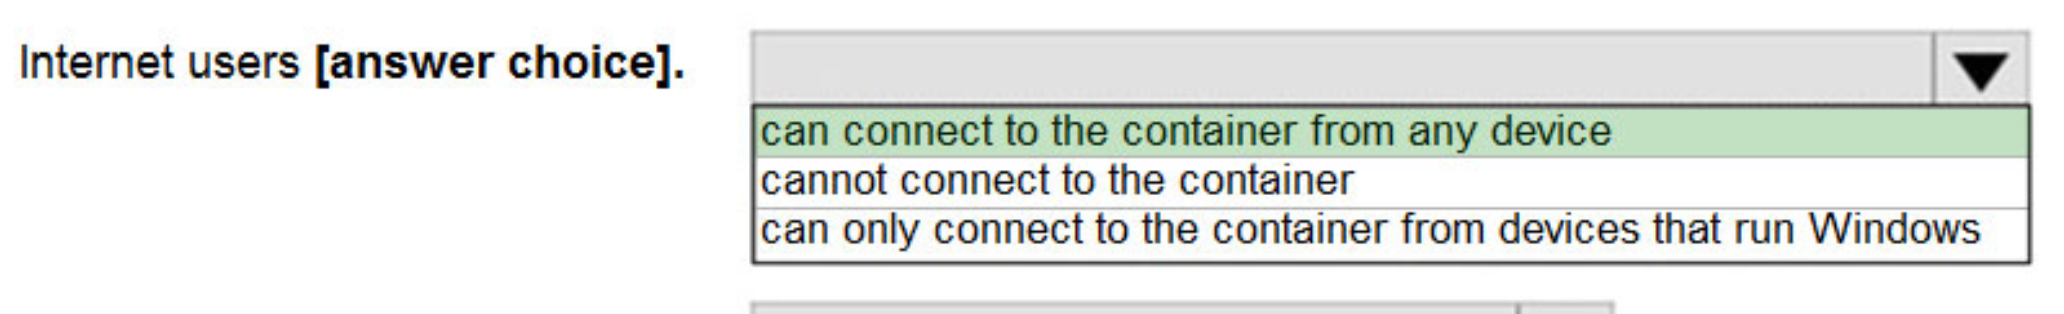 Internet users [answer choice].
can connect to the container from any device
cannot connect to the container
can only connect to the container from devices that run Windows